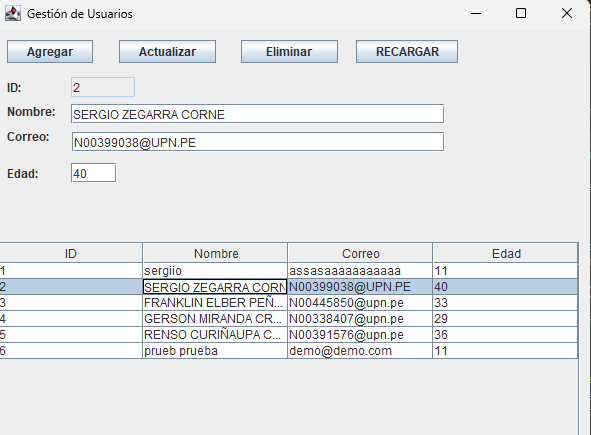 Gestión de Usuarios
Agregar Actualizar Eliminar RECARGAR
ID: 2
Nombre: SERGIO ZEGARRA CORNE
Correo: N00399038@UPN.PE
Edad: 40
ID Nombre Correo Edad
1 sergiio assasaaaaaaaaaaa 11
2 SERGIO ZEGARRA CORN N00399038@UPN.PE 40
3 FRANKLIN ELBER PEÑ... N00445850@upn.pe 33
4 GERSON MIRANDA CR... N00338407@upn.pe 29
5 RENSO CURIÑAUPA C... N00391576@upn.pe 36
6 prueb prueba demo@demo.com 11